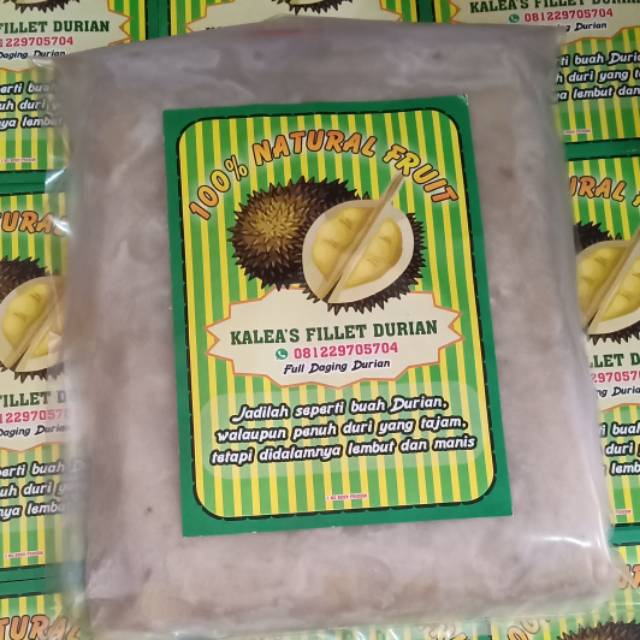 100% NATURAL FRUIT
KALEA'S FILLET DURIAN
081229705704
Full Daging Durian
Jadilah seperti buah Durian,
walaupun penuh duri yang tajam,
tetapi didalamnya lembut dan manis